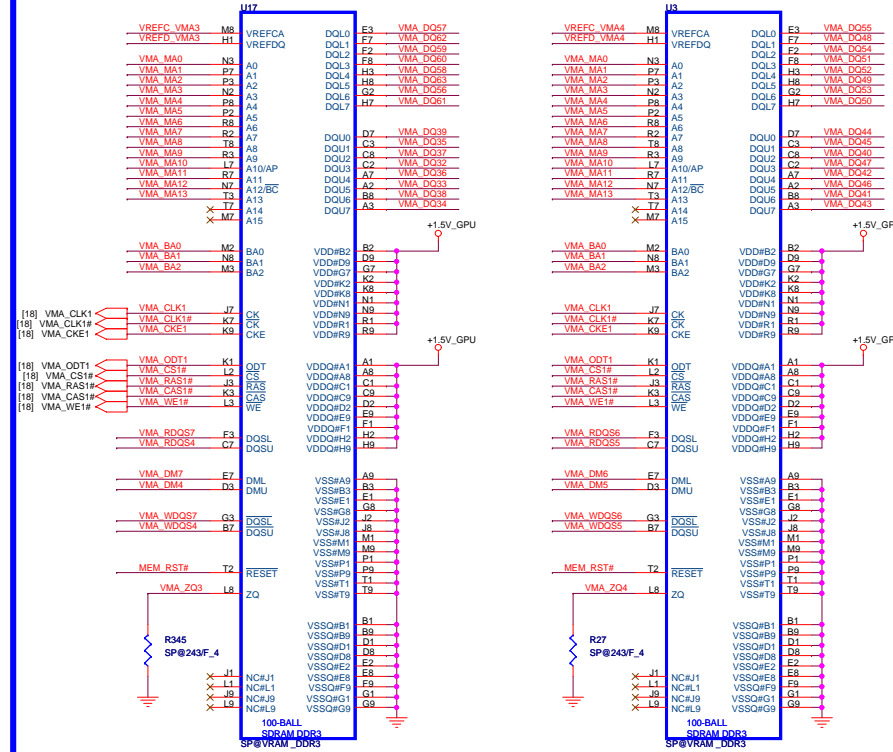 U17
VREFC_VMA3 M8 VREFCA
VREFD_VMA3 H1 VREFDQ
VMA_MA0 N3 A0
VMA_MA1 P7 A1
VMA_MA2 P3 A2
VMA_MA3 N2 A3
VMA_MA4 P8 A4
VMA_MA5 P2 A5
VMA_MA6 R8 A6
VMA_MA7 R2 A7
VMA_MA8 T8 A8
VMA_MA9 R3 A9
VMA_MA10 L7 A10/AP
VMA_MA11 R7 A11
VMA_MA12 N7 A12/BC
VMA_MA13 T3 A13
T7 A14
M7 A15
VMA_BA0 M2 BA0
VMA_BA1 N8 BA1
VMA_BA2 M3 BA2
[18] VMA_CLK1 VMA_CLK1 J7 CK
[18] VMA_CLK1# VMA_CLK1# K7 CK
[18] VMA_CKE1 VMA_CKE1 K9 CKE
[18] VMA_ODT1 VMA_ODT1 K1 ODT
[18] VMA_CS1# VMA_CS1# L2 CS
[18] VMA_RAS1# VMA_RAS1# J3 RAS
[18] VMA_CAS1# VMA_CAS1# K3 CAS
[18] VMA_WE1# VMA_WE1# L3 WE
VMA_RDQS7 F3 DQSL
VMA_RDQS4 C7 DQSU
VMA_DM7 E7 DML
VMA_DM4 D3 DMU
VMA_WDQS7 G3 DQSL
VMA_WDQS4 B7 DQSU
MEM_RST# T2 RESET
VMA_ZQ3 L8 ZQ
R345
SP@243/F_4
J1 NC#J1
L1 NC#L1
J9 NC#J9
L9 NC#L9
DQL0 E3 VMA_DQ57
DQL1 F7 VMA_DQ62
DQL2 F2 VMA_DQ59
DQL3 F8 VMA_DQ60
DQL4 H3 VMA_DQ58
DQL5 H8 VMA_DQ63
DQL6 G2 VMA_DQ56
DQL7 H7 VMA_DQ61
DQU0 D7 VMA_DQ39
DQU1 C3 VMA_DQ35
DQU2 C8 VMA_DQ37
DQU3 C2 VMA_DQ32
DQU4 A7 VMA_DQ36
DQU5 A2 VMA_DQ33
DQU6 B8 VMA_DQ38
DQU7 A3 VMA_DQ34
+1.5V_GPU
VDD#B2 B2
VDD#D9 D9
VDD#G7 G7
VDD#K2 K2
VDD#K8 K8
VDD#N1 N1
VDD#N9 N9
VDD#R1 R1
VDD#R9 R9
+1.5V_GPU
VDDQ#A1 A1
VDDQ#A8 A8
VDDQ#C1 C1
VDDQ#C9 C9
VDDQ#D2 D2
VDDQ#E9 E9
VDDQ#F1 F1
VDDQ#H2 H2
VDDQ#H9 H9
VSS#A9 A9
VSS#B3 B3
VSS#E1 E1
VSS#G8 G8
VSS#J2 J2
VSS#J8 J8
VSS#M1 M1
VSS#M9 M9
VSS#P1 P1
VSS#P9 P9
VSS#T1 T1
VSS#T9 T9
VSSQ#B1 B1
VSSQ#B9 B9
VSSQ#D1 D1
VSSQ#D8 D8
VSSQ#E2 E2
VSSQ#E8 E8
VSSQ#F9 F9
VSSQ#G1 G1
VSSQ#G9 G9
100-BALL
SDRAM DDR3
SP@VRAM _DDR3
U3
VREFC_VMA4 M8 VREFCA
VREFD_VMA4 H1 VREFDQ
VMA_MA0 N3 A0
VMA_MA1 P7 A1
VMA_MA2 P3 A2
VMA_MA3 N2 A3
VMA_MA4 P8 A4
VMA_MA5 P2 A5
VMA_MA6 R8 A6
VMA_MA7 R2 A7
VMA_MA8 T8 A8
VMA_MA9 R3 A9
VMA_MA10 L7 A10/AP
VMA_MA11 R7 A11
VMA_MA12 N7 A12/BC
VMA_MA13 T3 A13
T7 A14
M7 A15
VMA_BA0 M2 BA0
VMA_BA1 N8 BA1
VMA_BA2 M3 BA2
VMA_CLK1 J7 CK
VMA_CLK1# K7 CK
VMA_CKE1 K9 CKE
VMA_ODT1 K1 ODT
VMA_CS1# L2 CS
VMA_RAS1# J3 RAS
VMA_CAS1# K3 CAS
VMA_WE1# L3 WE
VMA_RDQS6 F3 DQSL
VMA_RDQS5 C7 DQSU
VMA_DM6 E7 DML
VMA_DM5 D3 DMU
VMA_WDQS6 G3 DQSL
VMA_WDQS5 B7 DQSU
MEM_RST# T2 RESET
VMA_ZQ4 L8 ZQ
R27
SP@243/F_4
J1 NC#J1
L1 NC#L1
J9 NC#J9
L9 NC#L9
DQL0 E3 VMA_DQ55
DQL1 F7 VMA_DQ48
DQL2 F2 VMA_DQ54
DQL3 F8 VMA_DQ51
DQL4 H3 VMA_DQ52
DQL5 H8 VMA_DQ49
DQL6 G2 VMA_DQ53
DQL7 H7 VMA_DQ50
DQU0 D7 VMA_DQ44
DQU1 C3 VMA_DQ45
DQU2 C8 VMA_DQ40
DQU3 C2 VMA_DQ47
DQU4 A7 VMA_DQ42
DQU5 A2 VMA_DQ46
DQU6 B8 VMA_DQ41
DQU7 A3 VMA_DQ43
+1.5V_GP
VDD#B2 B2
VDD#D9 D9
VDD#G7 G7
VDD#K2 K2
VDD#K8 K8
VDD#N1 N1
VDD#N9 N9
VDD#R1 R1
VDD#R9 R9
+1.5V_GP
VDDQ#A1 A1
VDDQ#A8 A8
VDDQ#C1 C1
VDDQ#C9 C9
VDDQ#D2 D2
VDDQ#E9 E9
VDDQ#F1 F1
VDDQ#H2 H2
VDDQ#H9 H9
VSS#A9 A9
VSS#B3 B3
VSS#E1 E1
VSS#G8 G8
VSS#J2 J2
VSS#J8 J8
VSS#M1 M1
VSS#M9 M9
VSS#P1 P1
VSS#P9 P9
VSS#T1 T1
VSS#T9 T9
VSSQ#B1 B1
VSSQ#B9 B9
VSSQ#D1 D1
VSSQ#D8 D8
VSSQ#E2 E2
VSSQ#E8 E8
VSSQ#F9 F9
VSSQ#G1 G1
VSSQ#G9 G9
100-BALL
SDRAM DDR3
SP@VRAM _DDR3